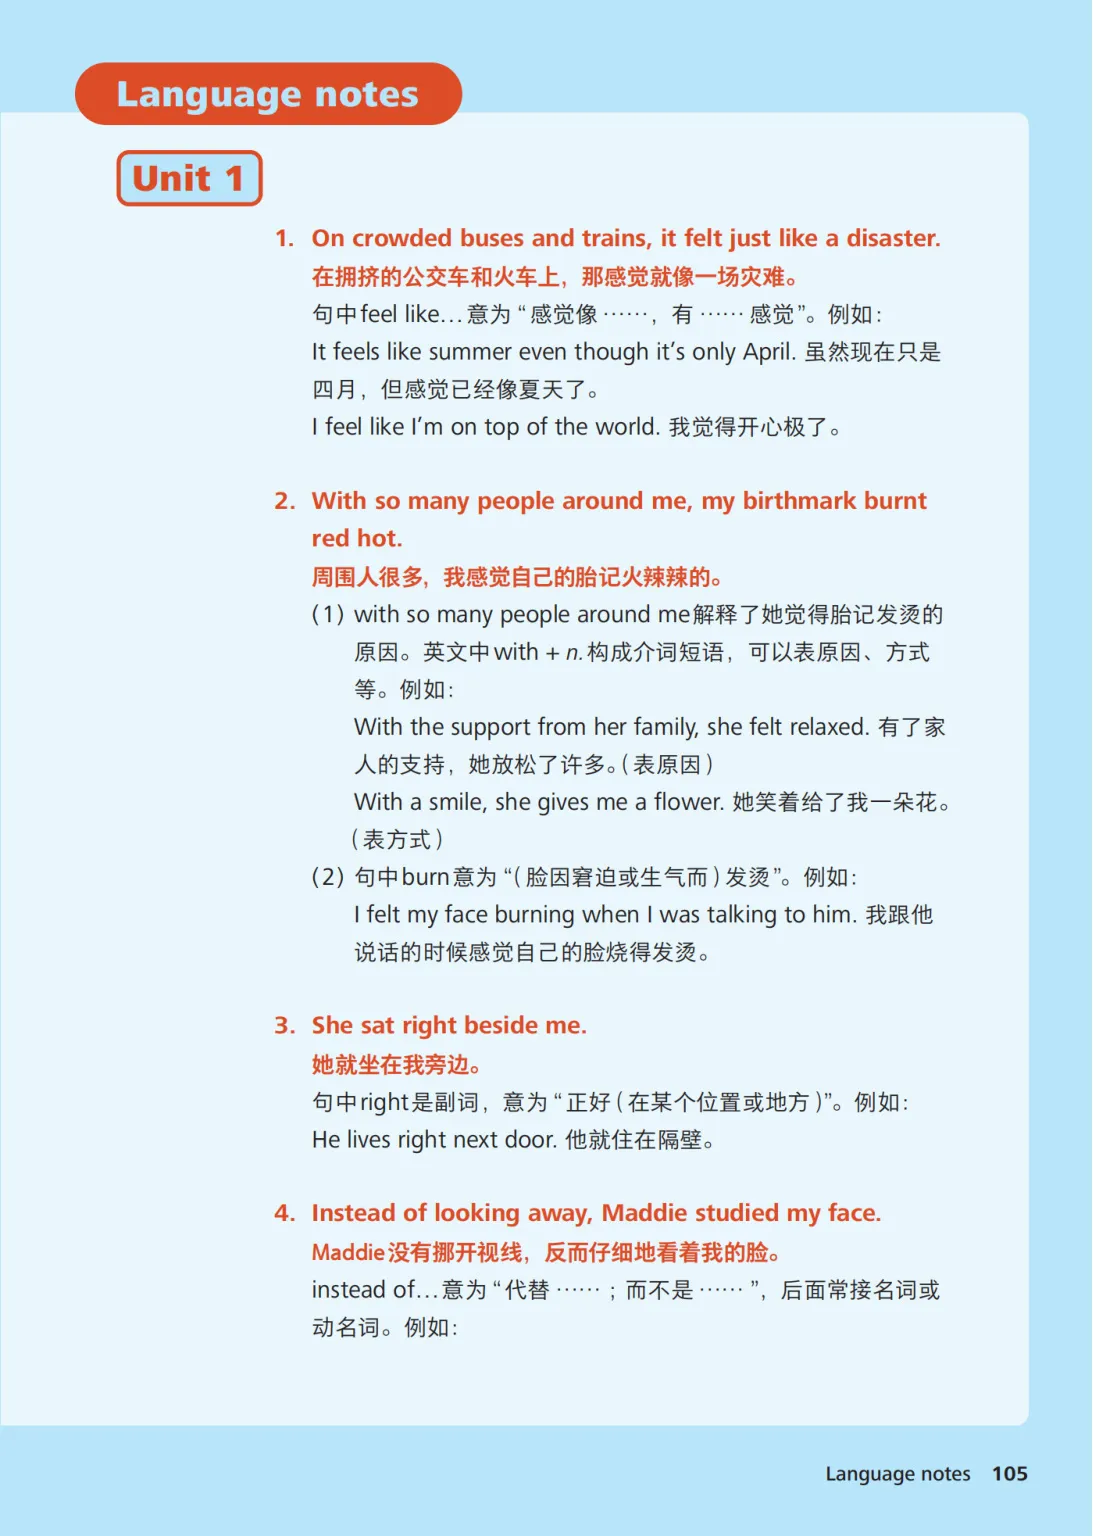 Language notes
Unit 1
1. On crowded buses and trains, it felt just like a disaster.
在拥挤的公交车和火车上，那感觉就像一场灾难。
句中feel like…意为“感觉像……，有……感觉”。例如：
It feels like summer even though it’s only April. 虽然现在只是
四月，但感觉已经像夏天了。
I feel like I’m on top of the world. 我觉得开心极了。
2. With so many people around me, my birthmark burnt
red hot.
周围人很多，我感觉自己的胎记火辣辣的。
(1) with so many people around me解释了她觉得胎记发烫的
原因。英文中with + n.构成介词短语，可以表原因、方式
等。例如：
With the support from her family, she felt relaxed. 有了家
人的支持，她放松了许多。（表原因）
With a smile, she gives me a flower. 她笑着给了我一朵花。
（表方式）
(2) 句中burn意为“（脸因窘迫或生气而）发烫”。例如：
I felt my face burning when I was talking to him. 我跟他
说话的时候感觉自己的脸烧得发烫。
3. She sat right beside me.
她就坐在我旁边。
句中right是副词，意为“正好（在某个位置或地方）”。例如：
He lives right next door. 他就住在隔壁。
4. Instead of looking away, Maddie studied my face.
Maddie没有挪开视线，反而仔细地看着我的脸。
instead of…意为“代替……；而不是……”，后面常接名词或
动名词。例如：
Language notes 105